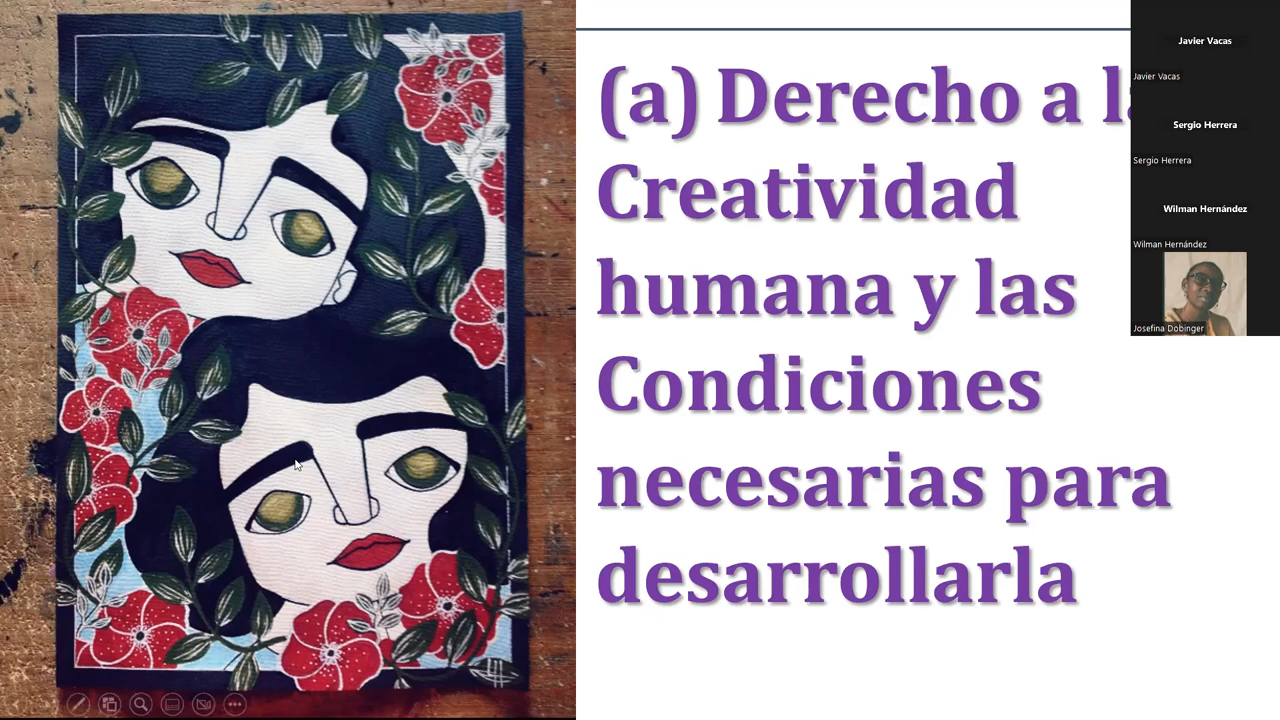 (a) Derecho a la
Creatividad
humana y las
Condiciones
necesarias para
desarrollarla
Javier Vacas
Javier Vacas
Sergio Herrera
Sergio Herrera
Wilman Hernández
Wilman Hernández
Josefina Dobinger